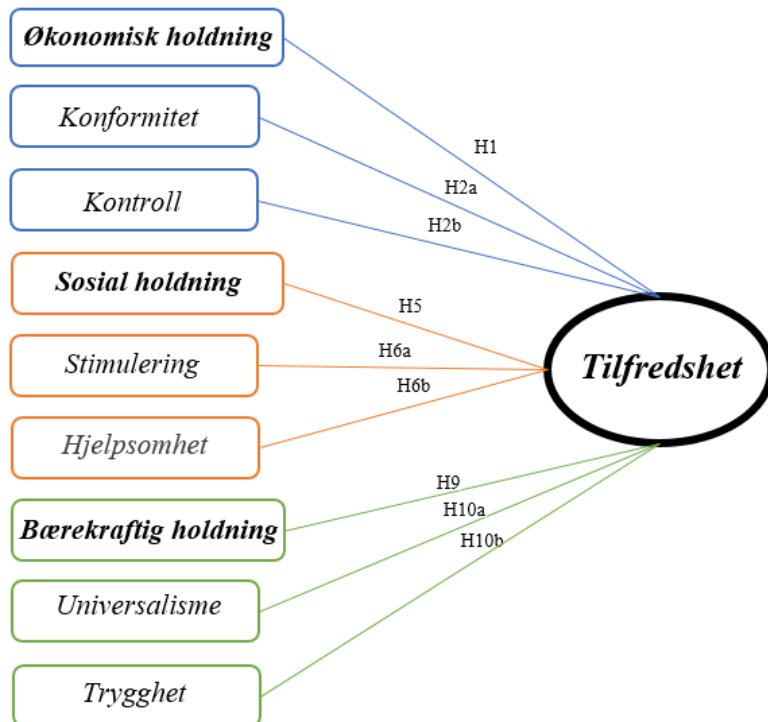 Økonomisk holdning
Konformitet
Kontroll
Sosial holdning
Stimulering
Hjelpsomhet
Bærekraftig holdning
Universalisme
Trygghet
H1
H2a
H2b
H5
H6a
H6b
H9
H10a
H10b
Tilfredshet